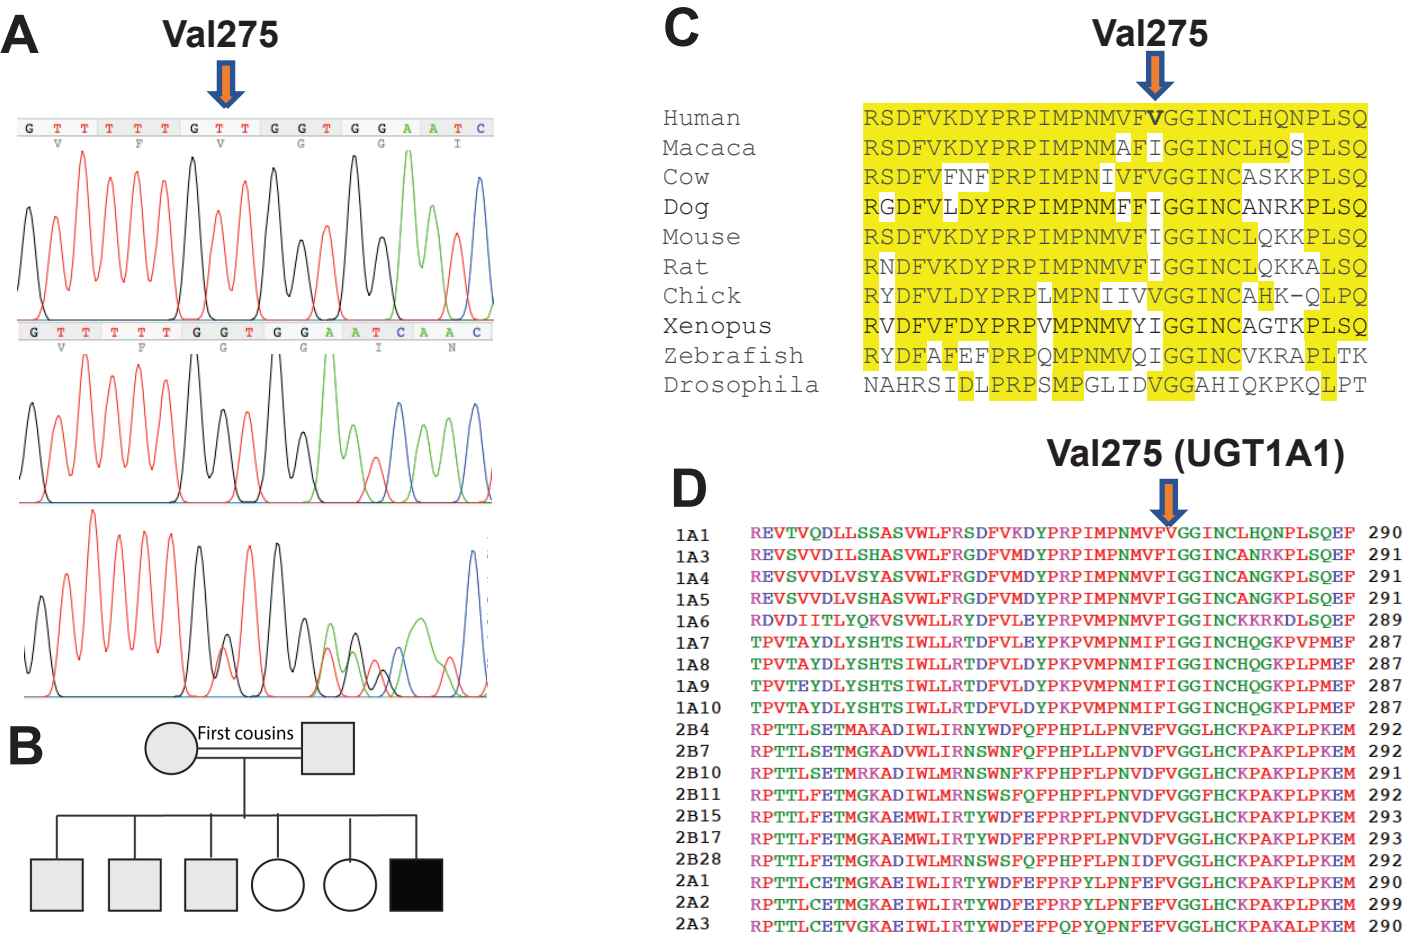 A
Val275
G T T T T T G T T G G T G G A A T C
V F V G G I
G T T T T T G G T G G A A T C A A C
V F G G I N
B
First cousins
C
Val275
Human RSDFVKDYPRPIMPNMVFVGGINCLHQNPLSQ
Macaca RSDFVKDYPRPIMPNMAFIGGINCLHQSPLSQ
Cow RSDFVFNFPRPIMPNIVFVGGINCASKKPLSQ
Dog RGDFVLDYPRPIMPNMFFIGGINCANRKPLSQ
Mouse RSDFVKDYPRPIMPNMVFIGGINCLQKKPLSQ
Rat RNDFVKDYPRPIMPNMVFIGGINCLQKKALSQ
Chick RYDFVLDYPRPLMPNIIVVGGINCAHK-QLPQ
Xenopus RVDFVFDYPRPVMPNMVYIGGINCAGTKPLSQ
Zebrafish RYDFAFEFPRPQMPNMVQIGGINCVKRAPLTK
Drosophila NAHRSIDLPRPSMPGLIDVGGAHIQKPKQLPT
Val275 (UGT1A1)
D
1A1 REVTVQDLLSSASVWLFRSDFVKDYPRPIMPNMVFVGGINCLHQNPLSQEF 290
1A3 REVSVVDILSHASVWLFRGDFVMDYPRPIMPNMVFIGGINCANRKPLSQEF 291
1A4 REVSVVDLVSYASVWLFRGDFVMDYPRPIMPNMVFIGGINCANGKPLSQEF 291
1A5 REVSVVDLVSHASVWLFRGDFVMDYPRPIMPNMVFIGGINCANGKPLSQEF 291
1A6 RDVDIITLYQKVSVWLLRYDFVLEYPRPVMPNMVFIGGINCKKRKDLSQEF 289
1A7 TPVTAYDLYSHTSIWLLRTDFVLEYPKPVMPNMIFIGGINCHQGKPVPMEF 287
1A8 TPVTAYDLYSHTSIWLLRTDFVLEYPKPVMPNMIFIGGINCHQGKPLPMEF 287
1A9 TPVTEYDLYSHTSIWLLRTDFVLDYPKPVMPNMIFIGGINCHQGKPLPMEF 287
1A10 TPVTAYDLYSHTSIWLLRTDFVLDYPKPVMPNMIFIGGINCHQGKPLPMEF 287
2B4 RPTTLSETMAKADIWLIRNYWDFQFPHPLLPNVEFVGGLHCKPAKPLPKEM 292
2B7 RPTTLSETMGKADVWLIRNSWNFQFPHPLLPNVDFVGGLHCKPAKPLPKEM 292
2B10 RPTTLSETMRKADIWLMRNSWNFKFPHPFLPNVDFVGGLHCKPAKPLPKEM 291
2B11 RPTTLFETMGKADIWLMRNSWSFQFPHPFLPNVDFVGGFHCKPAKPLPKEM 292
2B15 RPTTLFETMGKAEMWLIRTYWDFEFPRPFLPNVDFVGGLHCKPAKPLPKEM 293
2B17 RPTTLFETMGKAEMWLIRTYWDFEFPRPFLPNVDFVGGLHCKPAKPLPKEM 293
2B28 RPTTLFETMGKADIWLMRNSWSFQFPHPFLPNIDFVGGLHCKPAKPLPKEM 292
2A1 RPTTLCETMGKAEIWLIRTYWDFEFPRPYLPNFEFVGGLHCKPAKPLPKEM 290
2A2 RPTTLCETMGKAEIWLIRTYWDFEFPRPYLPNFEFVGGLHCKPAKPLPKEM 299
2A3 RPTTLCETVGKAEIWLIRTYWDFEFPQPYQPNFEFVGGLHCKPAKALPKEM 290